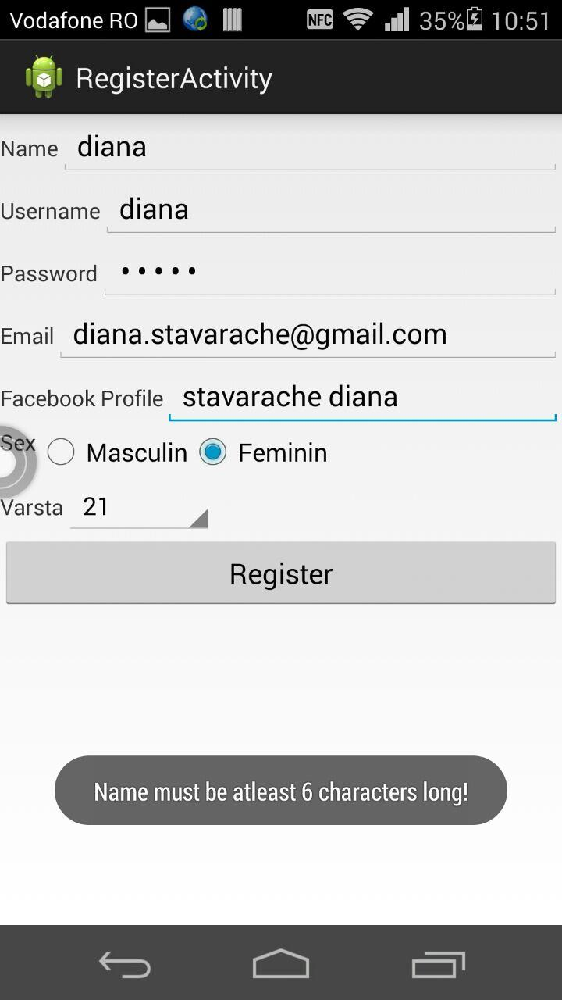 Vodafone RO NFC 35% 10:51
RegisterActivity
Name diana
Username diana
Password •••••
Email diana.stavarache@gmail.com
Facebook Profile stavarache diana
Sex Masculin Feminin
Varsta 21
Register
Name must be atleast 6 characters long!